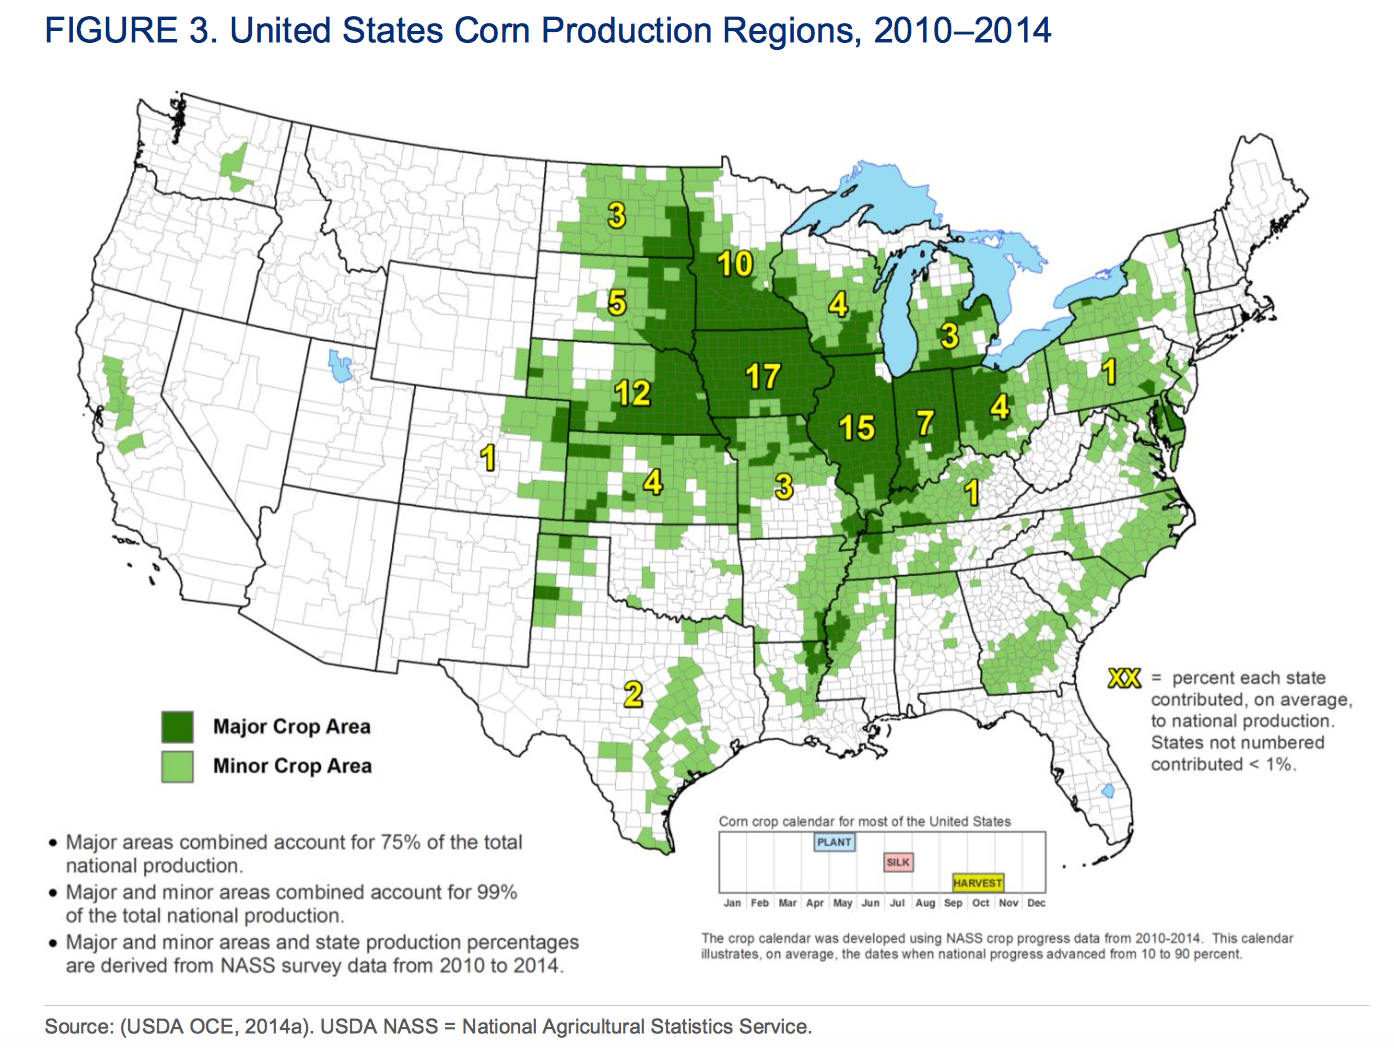 FIGURE 3. United States Corn Production Regions, 2010–2014
3
10
5
4
3
12
17
1
15
7
4
1
4
3
1
2
XX = percent each state
contributed, on average,
to national production.
States not numbered
contributed < 1%.
Major Crop Area
Minor Crop Area
• Major areas combined account for 75% of the total
national production.
• Major and minor areas combined account for 99%
of the total national production.
• Major and minor areas and state production percentages
are derived from NASS survey data from 2010 to 2014.
Corn crop calendar for most of the United States
PLANT
SILK
HARVEST
Jan Feb Mar Apr May Jun Jul Aug Sep Oct Nov Dec
The crop calendar was developed using NASS crop progress data from 2010-2014. This calendar
illustrates, on average, the dates when national progress advanced from 10 to 90 percent.
Source: (USDA OCE, 2014a). USDA NASS = National Agricultural Statistics Service.